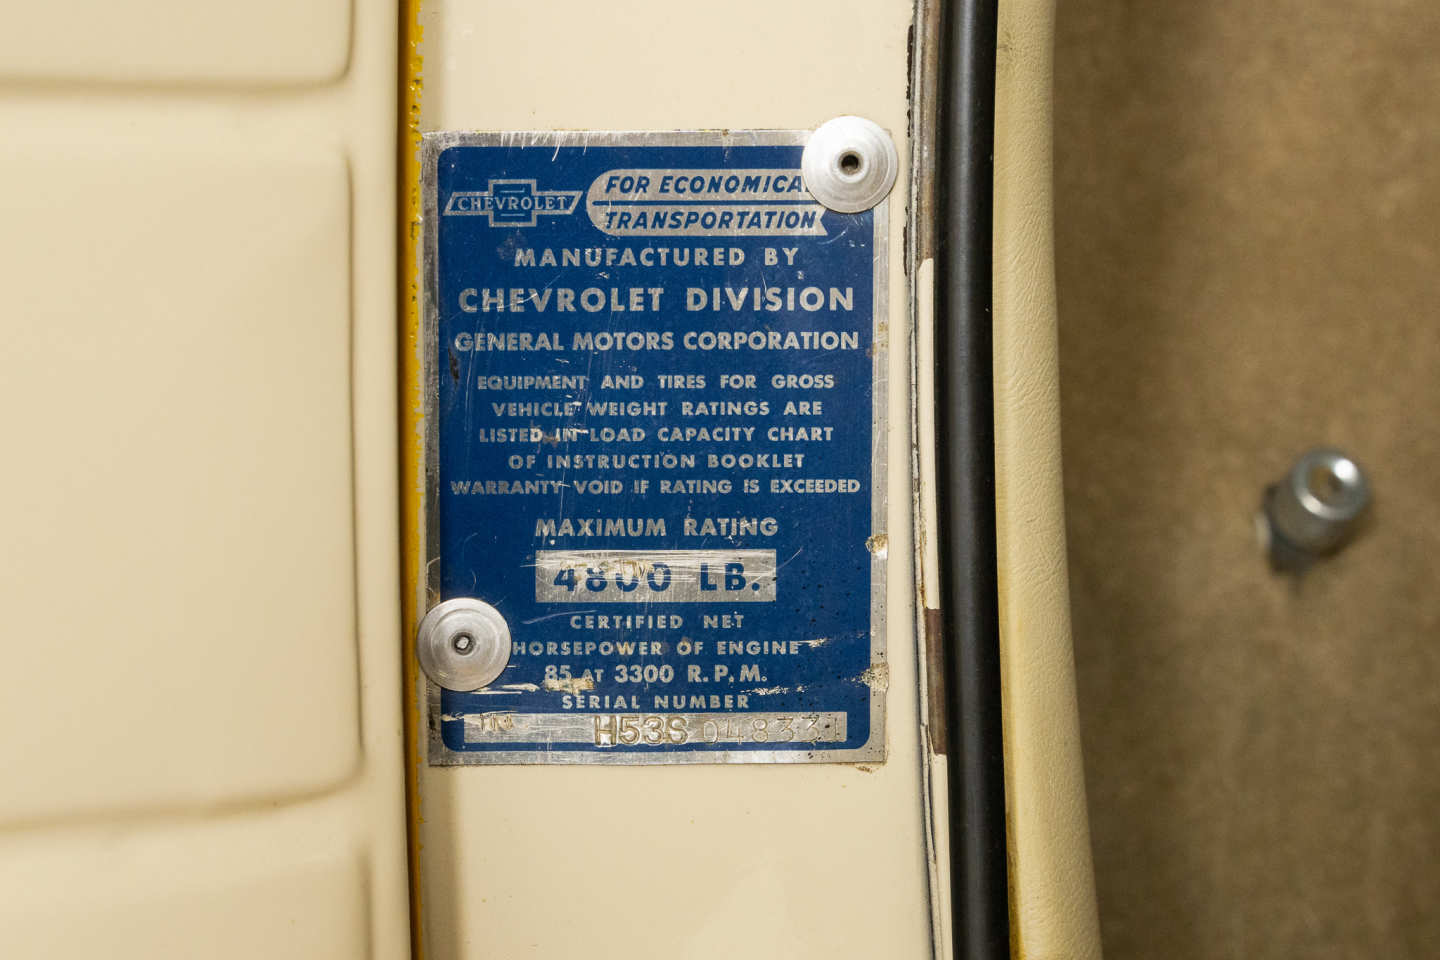 CHEVROLET
FOR ECONOMICAL
TRANSPORTATION
MANUFACTURED BY
CHEVROLET DIVISION
GENERAL MOTORS CORPORATION
EQUIPMENT AND TIRES FOR GROSS
VEHICLE WEIGHT RATINGS ARE
LISTED IN LOAD CAPACITY CHART
OF INSTRUCTION BOOKLET
WARRANTY VOID IF RATING IS EXCEEDED
MAXIMUM RATING
4800 LB.
CERTIFIED NET
HORSEPOWER OF ENGINE
85 AT 3300 R.P.M.
SERIAL NUMBER
H53S048331